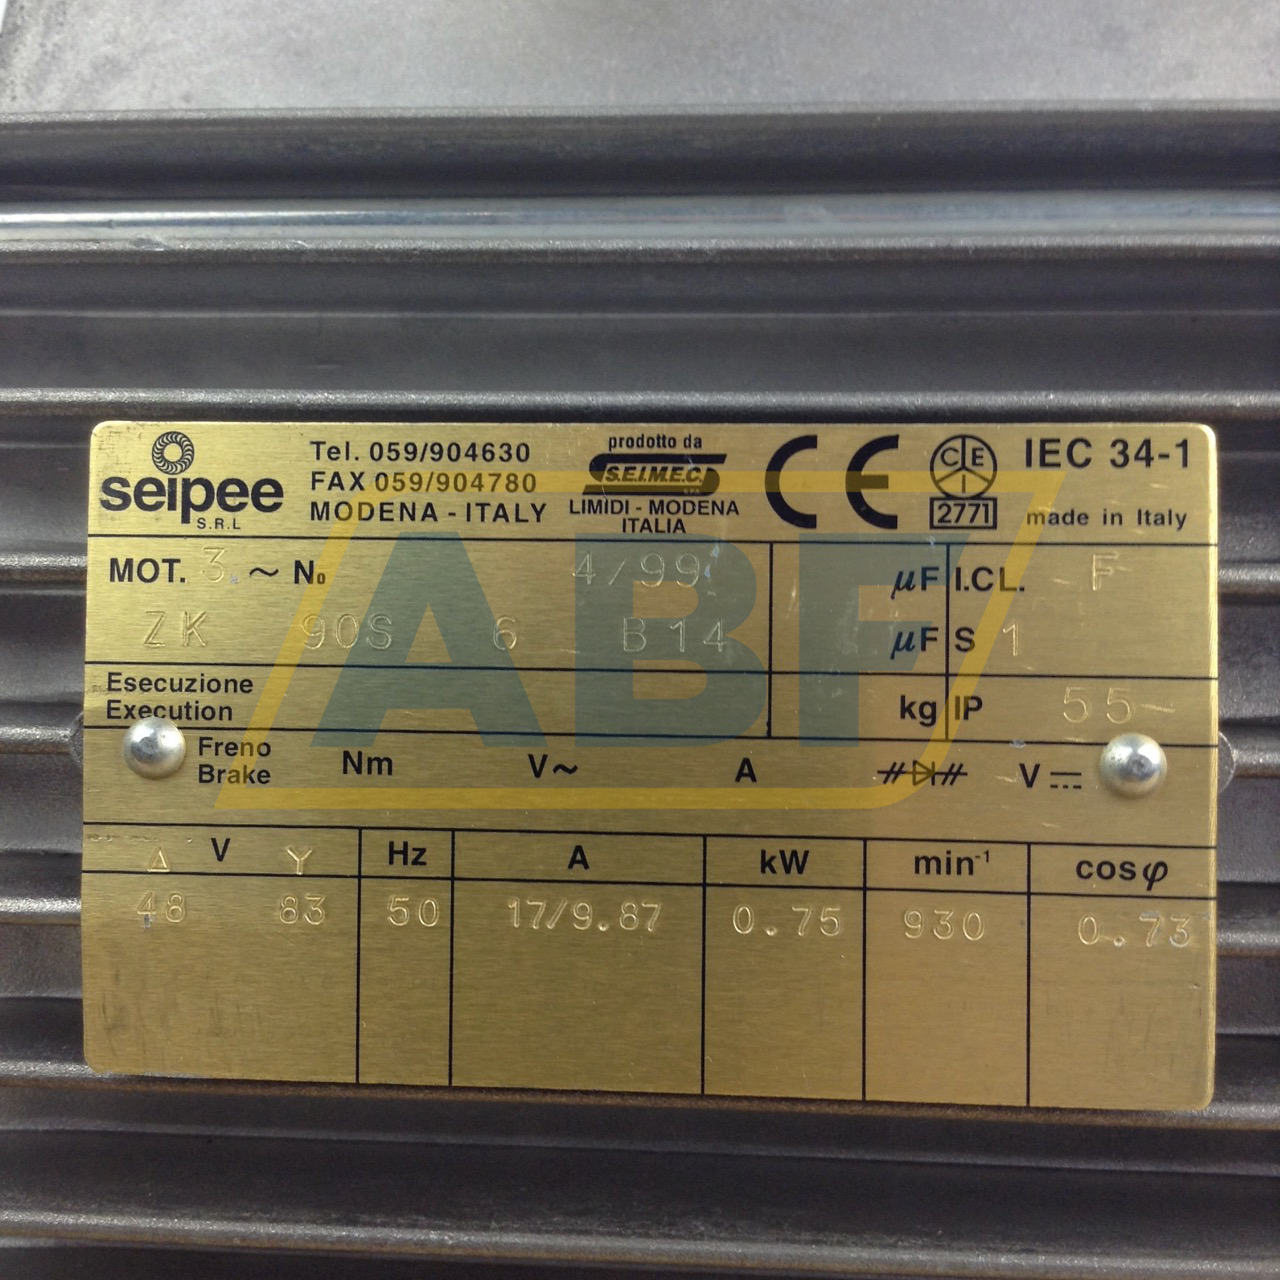 seipee
S.R.L
Tel. 059/904630
FAX 059/904780
MODENA - ITALY
prodotto da
S.E.I.M.E.C.
LIMIDI - MODENA
ITALIA
CE
CEI
2771
IEC 34-1
made in Italy
MOT. 3 ~ No 4/99 µF I.CL. F
ZK 90S 6 B14 µF S 1
Esecuzione
Execution kg IP 55
Freno
Brake Nm V~ A V
Δ V Y Hz A kW min-1 cosφ
48 83 50 17/9.87 0.75 930 0.73
ABF